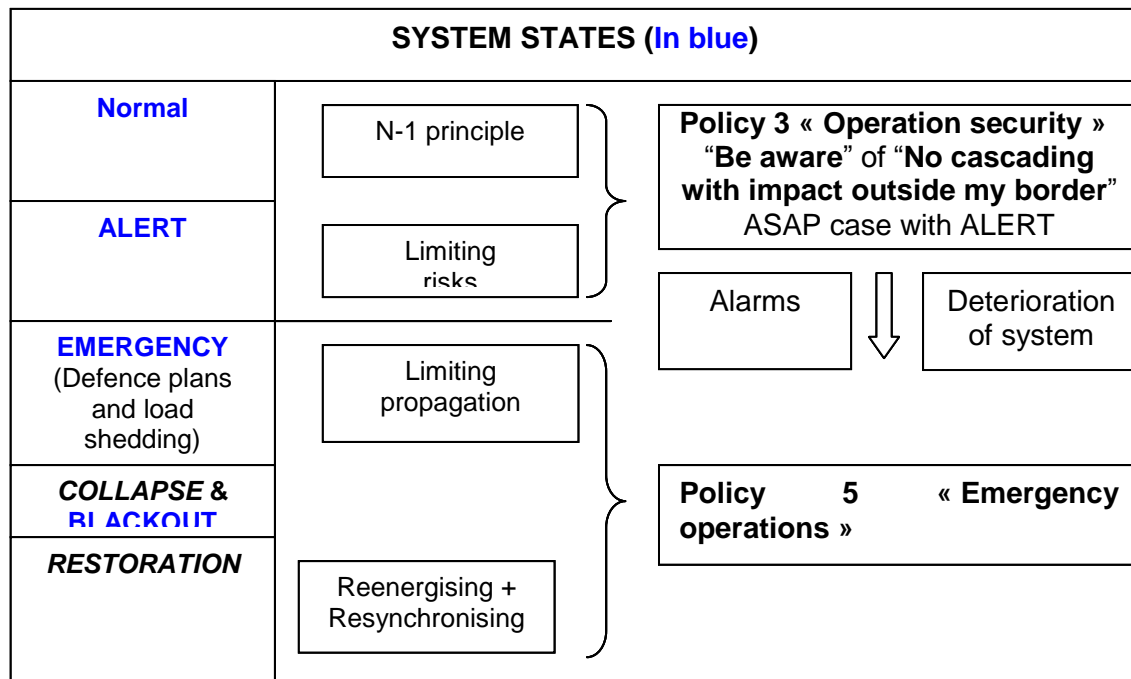 SYSTEM STATES (In blue)
Normal
N-1 principle
Policy 3 « Operation security »
“Be aware” of “No cascading
with impact outside my border”
ASAP case with ALERT
ALERT
Limiting
risks
Alarms
Deterioration
of system
EMERGENCY
(Defence plans
and load
shedding)
Limiting
propagation
COLLAPSE &
BLACKOUT
Policy 5 « Emergency
operations »
RESTORATION
Reenergising +
Resynchronising